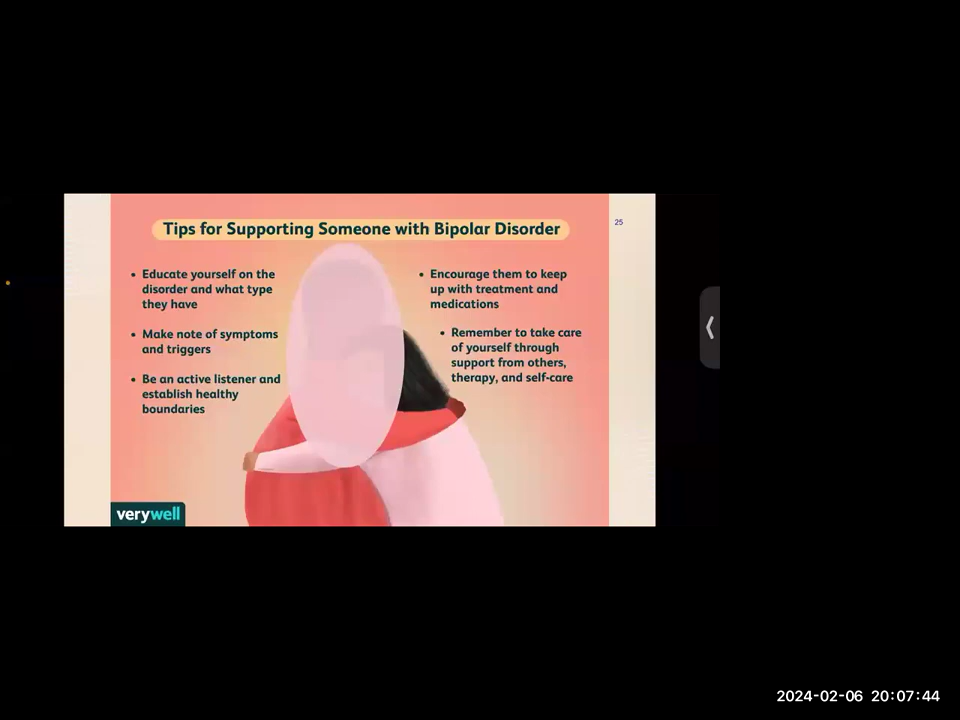 Tips for Supporting Someone with Bipolar Disorder
25
• Educate yourself on the
disorder and what type
they have
• Make note of symptoms
and triggers
• Be an active listener and
establish healthy
boundaries
• Encourage them to keep
up with treatment and
medications
• Remember to take care
of yourself through
support from others,
therapy, and self-care
verywell
2024-02-06 20:07:44